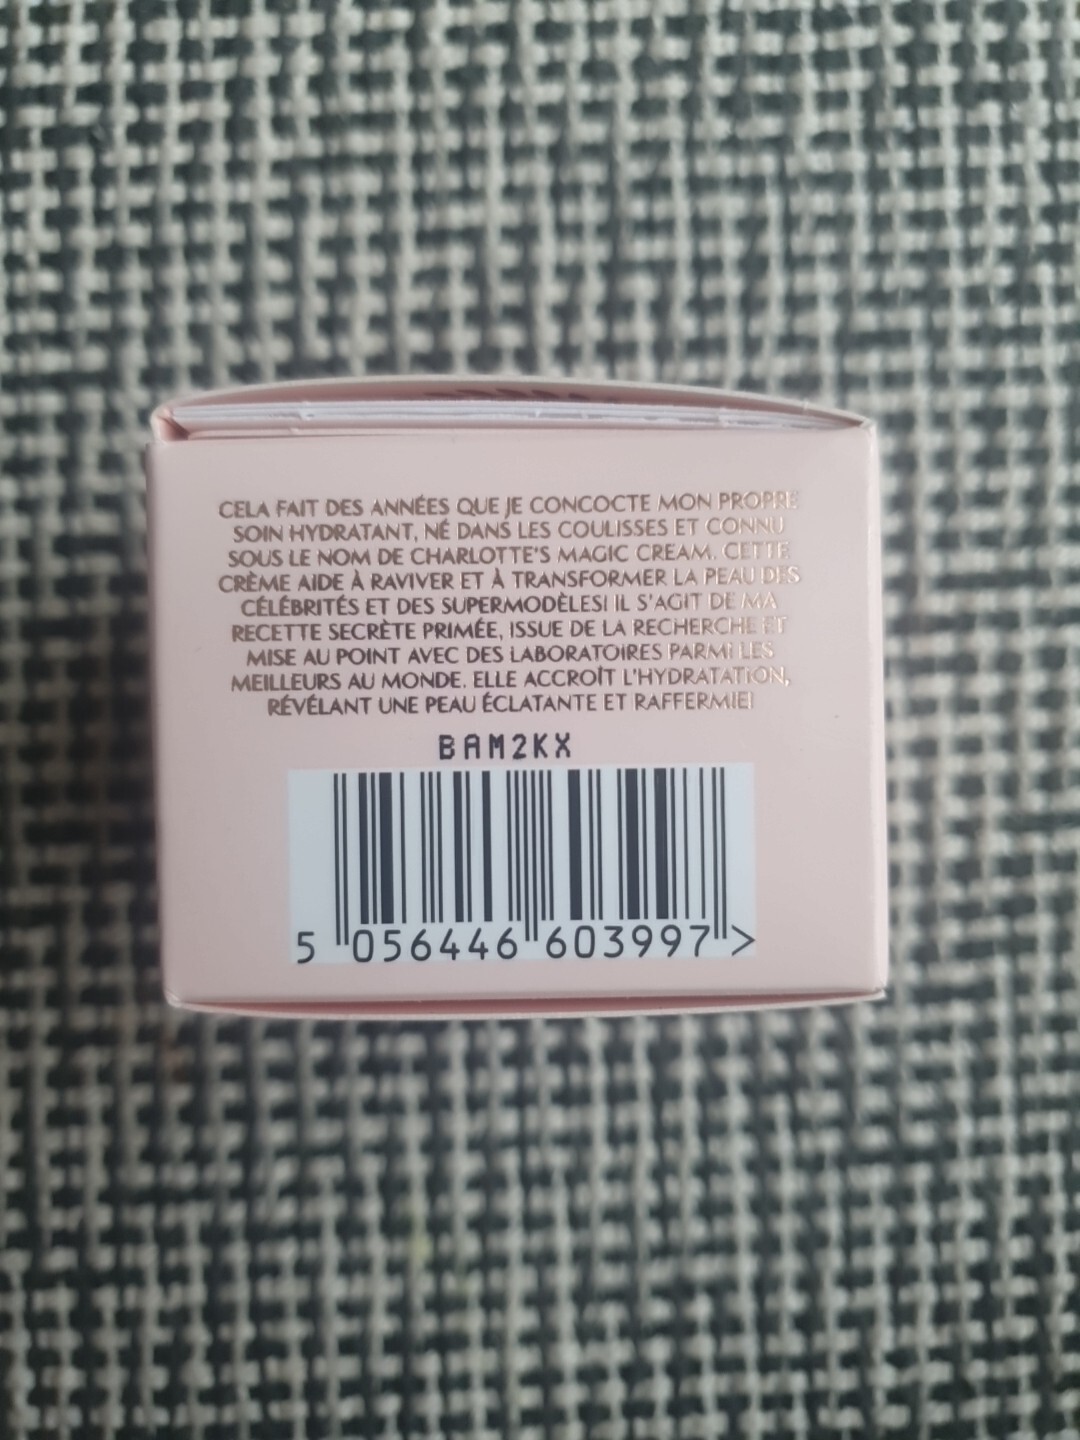 CELA FAIT DES ANNÉES QUE JE CONCOCTE MON PROPRE
SOIN HYDRATANT, NÉ DANS LES COULISSES ET CONNU
SOUS LE NOM DE CHARLOTTE'S MAGIC CREAM. CETTE
CRÈME AIDE À RAVIVER ET À TRANSFORMER LA PEAU DES
CÉLÉBRITÉS ET DES SUPERMODÈLES! IL S'AGIT DE MA
RECETTE SECRÈTE PRIMÉE, ISSUE DE LA RECHERCHE ET
MISE AU POINT AVEC DES LABORATOIRES PARMI LES
MEILLEURS AU MONDE. ELLE ACCROÎT L'HYDRATATION,
RÉVÉLANT UNE PEAU ÉCLATANTE ET RAFFERMIE!
BAM2KX
5 056446 603997 >